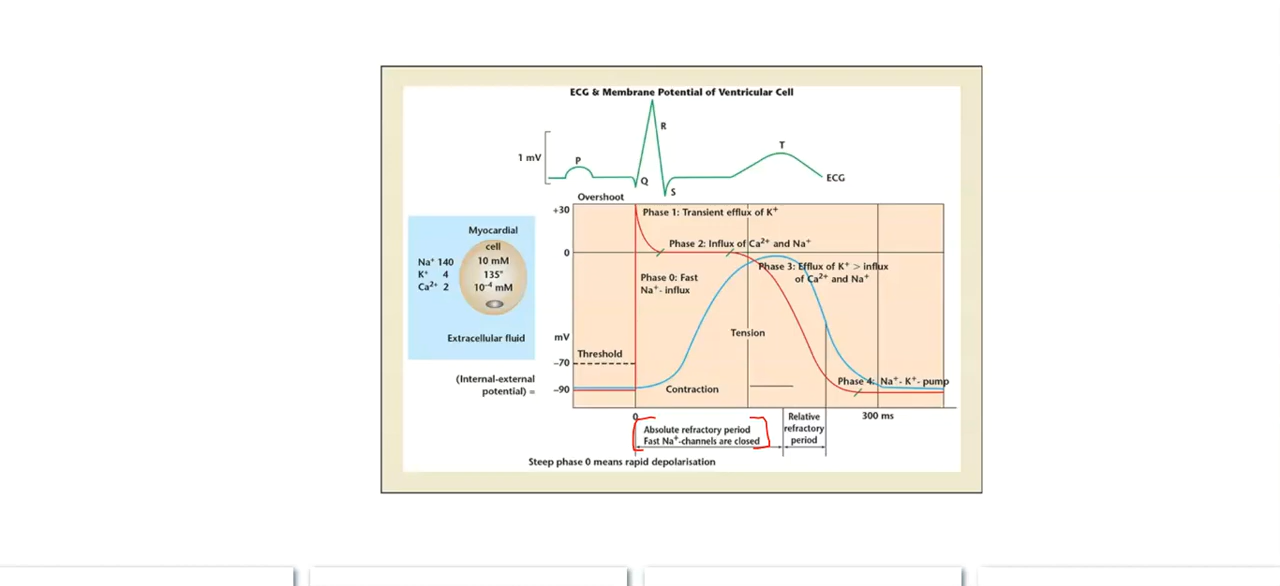 ECG & Membrane Potential of Ventricular Cell
R
1 mV
P
T
Q
S
ECG
Overshoot
+30
Phase 1: Transient efflux of K⁺
Phase 2: Influx of Ca²⁺ and Na⁺
0
Phase 3: Efflux of K⁺ > influx
of Ca²⁺ and Na⁺
Phase 0: Fast
Na⁺- influx
Myocardial
cell
Na⁺ 140
10 mM
K⁺ 4
135"
Ca²⁺ 2
10⁻⁴ mM
Extracellular fluid
mV
Tension
Threshold
-70
(Internal-external
potential) =
-90
Contraction
Phase 4: Na⁺- K⁺- pump
0
300 ms
Absolute refractory period
Fast Na⁺-channels are closed
Relative
refractory
period
Steep phase 0 means rapid depolarisation